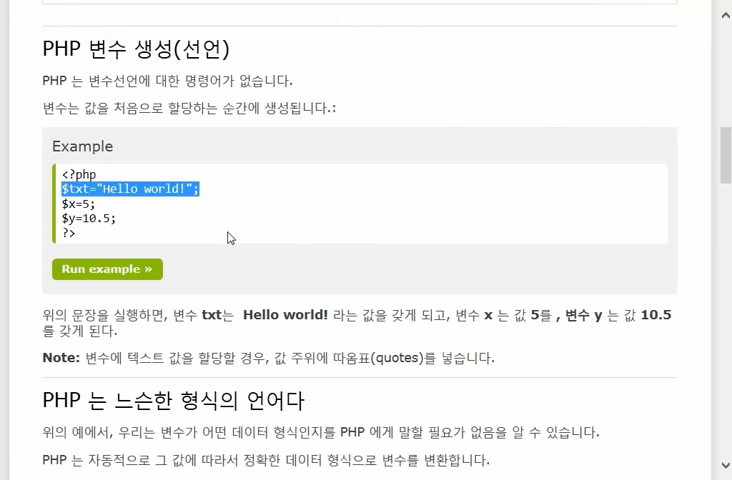 PHP 변수 생성(선언)
PHP 는 변수선언에 대한 명령어가 없습니다.
변수는 값을 처음으로 할당하는 순간에 생성됩니다.:
Example
<?php
$txt="Hello world!";
$x=5;
$y=10.5;
?>
Run example »
위의 문장을 실행하면, 변수 txt는 Hello world! 라는 값을 갖게 되고, 변수 x 는 값 5를 , 변수 y 는 값 10.5
를 갖게 된다.
Note: 변수에 텍스트 값을 할당할 경우, 값 주위에 따옴표(quotes)를 넣습니다.
PHP 는 느슨한 형식의 언어다
위의 예에서, 우리는 변수가 어떤 데이터 형식인지를 PHP 에게 말할 필요가 없음을 알 수 있습니다.
PHP 는 자동적으로 그 값에 따라서 정확한 데이터 형식으로 변수를 변환합니다.